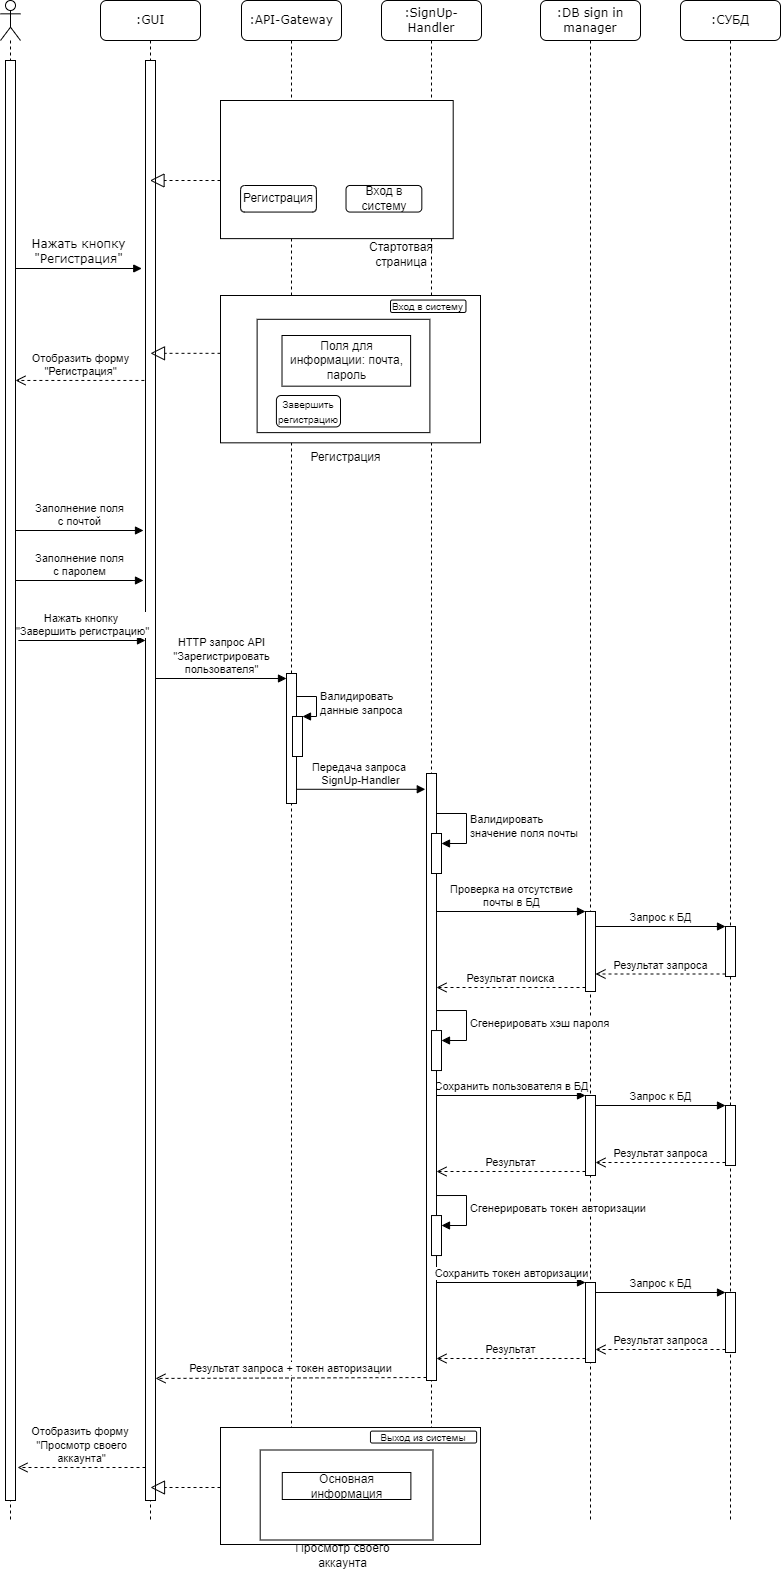 :GUI
:API-Gateway
:SignUp-
Handler
:DB sign in
manager
:СУБД
Регистрация
Вход в
систему
Стартотвая
страница
Нажать кнопку
"Регистрация"
Вход в систему
Поля для
информации: почта,
пароль
Завершить
регистрацию
Регистрация
Отобразить форму
"Регистрация"
Заполнение поля
с почтой
Заполнение поля
с паролем
Нажать кнопку
"Завершить регистрацию"
HTTP запрос API
"Зарегистрировать
пользователя"
Валидировать
данные запроса
Передача запроса
SignUp-Handler
Валидировать
значение поля почты
Проверка на отсутствие
почты в БД
Запрос к БД
Результат запроса
Результат поиска
Сгенерировать хэш пароля
Сохранить пользователя в БД
Запрос к БД
Результат запроса
Результат
Сгенерировать токен авторизации
Сохранить токен авторизации
Запрос к БД
Результат запроса
Результат
Результат запроса + токен авторизации
Отобразить форму
"Просмотр своего
аккаунта"
Выход из системы
Основная
информация
Просмотр своего
аккаунта